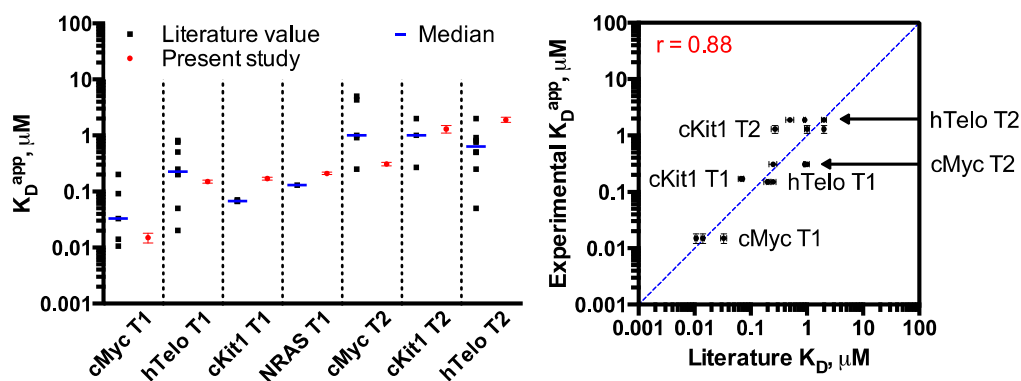 Literature value
Present study
Median
K_D^app, µM
100
10
1
0.1
0.01
0.001
cMyc T1
hTelo T1
cKit1 T1
NRAS T1
cMyc T2
cKit1 T2
hTelo T2
r = 0.88
Experimental K_D^app, µM
100
10
1
0.1
0.01
0.001
cKit1 T2
hTelo T2
cMyc T2
cKit1 T1
hTelo T1
cMyc T1
0.001
0.01
0.1
1
10
100
Literature K_D, µM